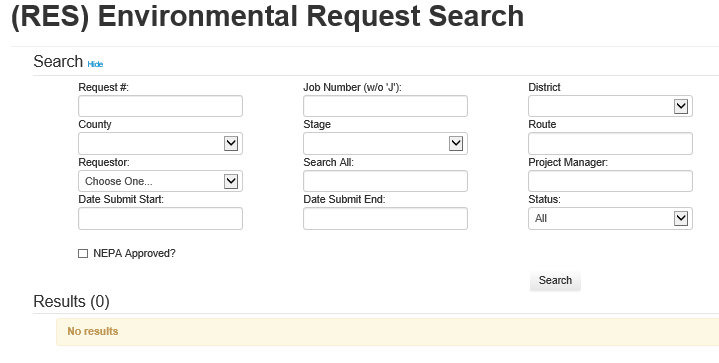 (RES) Environmental Request Search
Search Hide
Request #: Job Number (w/o 'J'): District
County Stage Route
Requestor: Search All: Project Manager:
Choose One...
Date Submit Start: Date Submit End: Status:
All
NEPA Approved?
Search
Results (0)
No results